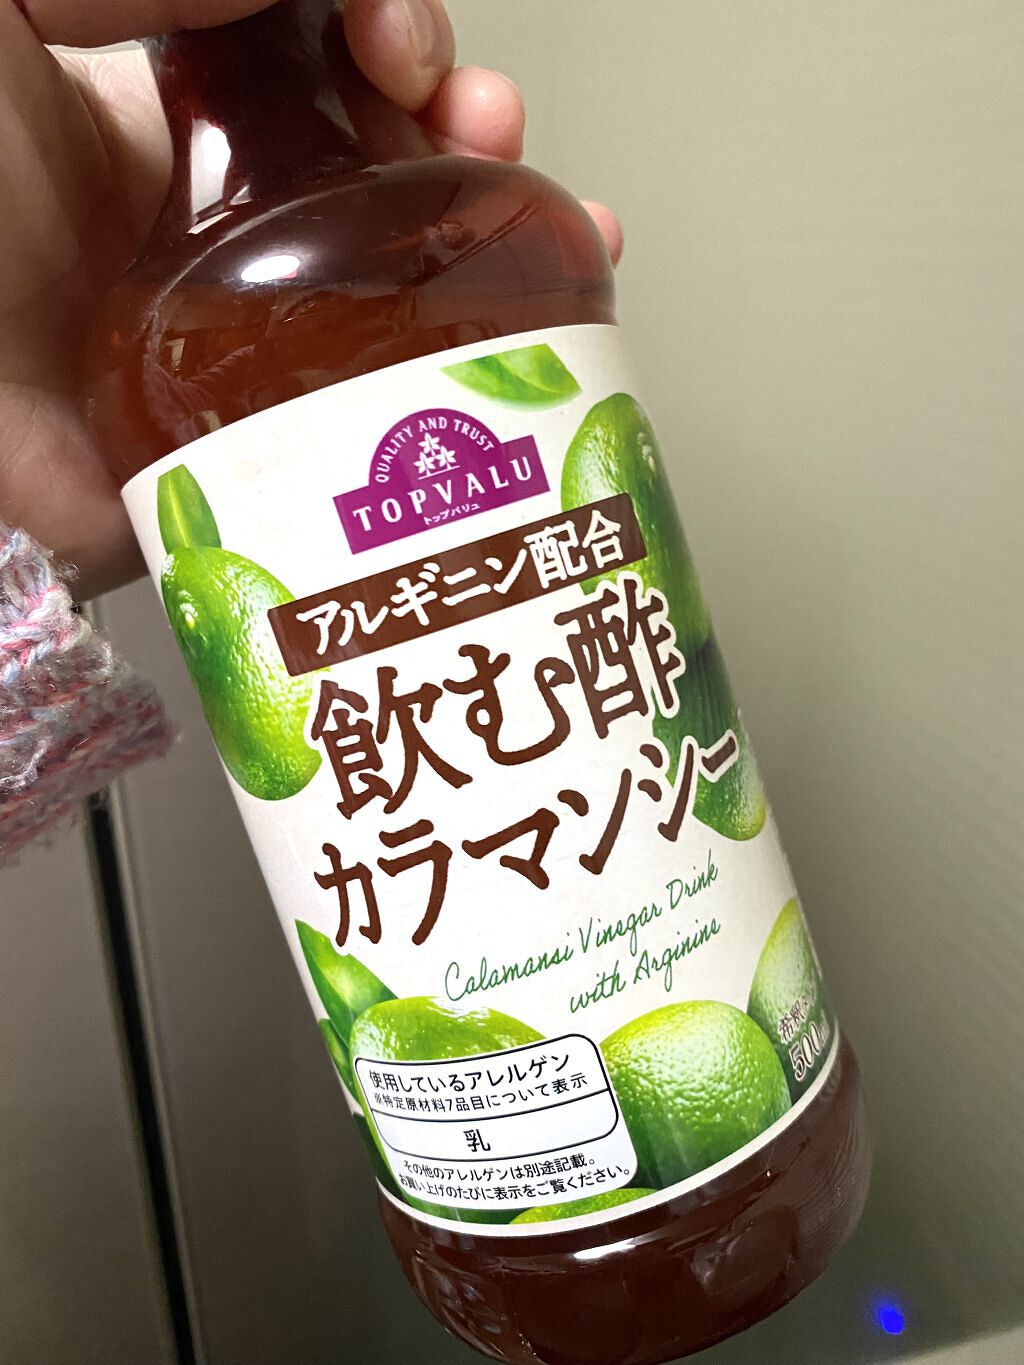 QUALITY AND TRUST
TOPVALU
トップバリュ
アルギニン配合
飲む酢
カラマンシー
Calamansi Vinegar Drink
with Arginine
希釈
500
使用しているアレルゲン
※特定原材料7品目について表示
乳
その他のアレルゲンは別途記載。
お買い上げのたびに表示をご覧ください。